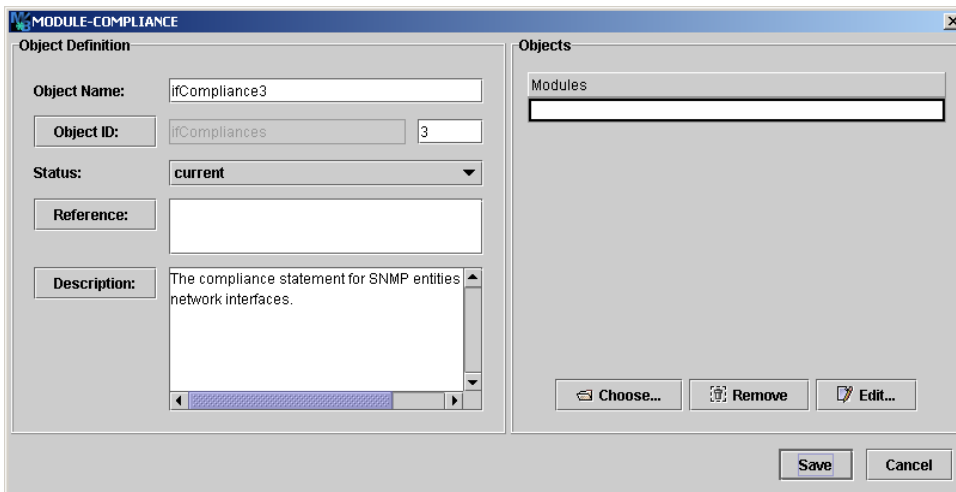 MODULE-COMPLIANCE
Object Definition
Object Name: ifCompliance3
Object ID: ifCompliances 3
Status: current
Reference:
Description: The compliance statement for SNMP entities
network interfaces.
Objects
Modules
Choose... Remove Edit...
Save Cancel